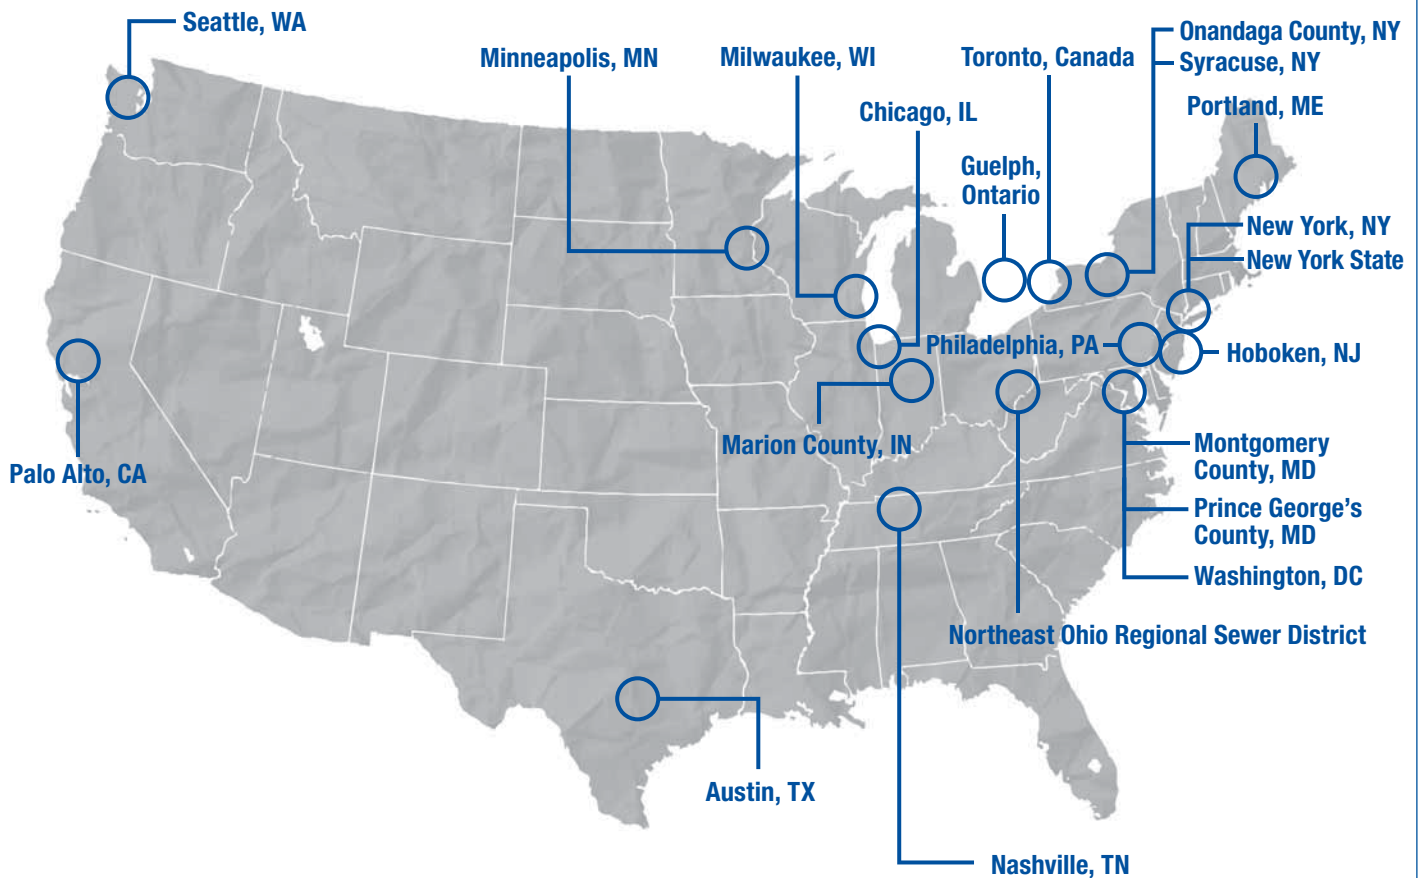 Seattle, WA
Minneapolis, MN
Milwaukee, WI
Toronto, Canada
Onandaga County, NY
Syracuse, NY
Chicago, IL
Portland, ME
Guelph,
Ontario
New York, NY
New York State
Philadelphia, PA
Hoboken, NJ
Marion County, IN
Montgomery
County, MD
Palo Alto, CA
Prince George’s
County, MD
Washington, DC
Northeast Ohio Regional Sewer District
Austin, TX
Nashville, TN